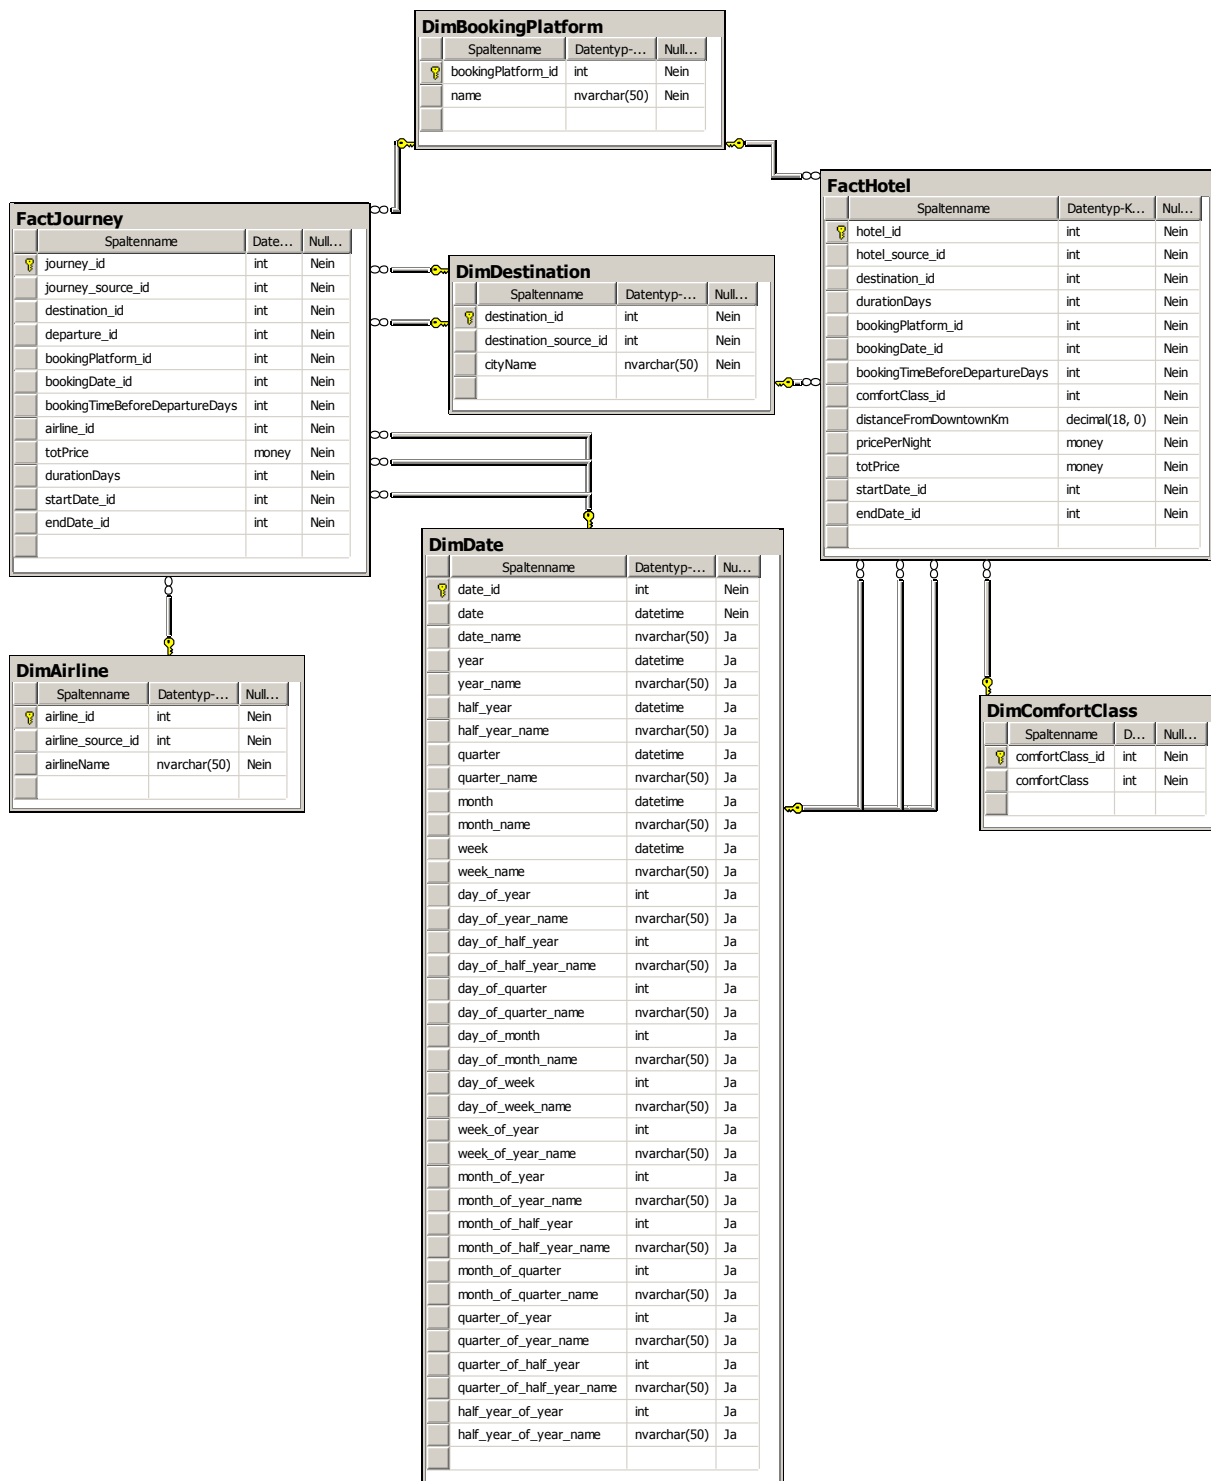 DimBookingPlatform
Spaltenname Datentyp-... Null...
bookingPlatform_id int Nein
name nvarchar(50) Nein
FactJourney
Spaltenname Date... Null...
journey_id int Nein
journey_source_id int Nein
destination_id int Nein
departure_id int Nein
bookingPlatform_id int Nein
bookingDate_id int Nein
bookingTimeBeforeDepartureDays int Nein
airline_id int Nein
totPrice money Nein
durationDays int Nein
startDate_id int Nein
endDate_id int Nein
DimDestination
Spaltenname Datentyp-... Null...
destination_id int Nein
destination_source_id int Nein
cityName nvarchar(50) Nein
FactHotel
Spaltenname Datentyp-K... Nul...
hotel_id int Nein
hotel_source_id int Nein
destination_id int Nein
durationDays int Nein
bookingPlatform_id int Nein
bookingDate_id int Nein
bookingTimeBeforeDepartureDays int Nein
comfortClass_id int Nein
distanceFromDowntownKm decimal(18, 0) Nein
pricePerNight money Nein
totPrice money Nein
startDate_id int Nein
endDate_id int Nein
DimAirline
Spaltenname Datentyp-... Null...
airline_id int Nein
airline_source_id int Nein
airlineName nvarchar(50) Nein
DimDate
Spaltenname Datentyp-... Nu...
date_id int Nein
date datetime Nein
date_name nvarchar(50) Ja
year datetime Ja
year_name nvarchar(50) Ja
half_year datetime Ja
half_year_name nvarchar(50) Ja
quarter datetime Ja
quarter_name nvarchar(50) Ja
month datetime Ja
month_name nvarchar(50) Ja
week datetime Ja
week_name nvarchar(50) Ja
day_of_year int Ja
day_of_year_name nvarchar(50) Ja
day_of_half_year int Ja
day_of_half_year_name nvarchar(50) Ja
day_of_quarter int Ja
day_of_quarter_name nvarchar(50) Ja
day_of_month int Ja
day_of_month_name nvarchar(50) Ja
day_of_week int Ja
day_of_week_name nvarchar(50) Ja
week_of_year int Ja
week_of_year_name nvarchar(50) Ja
month_of_year int Ja
month_of_year_name nvarchar(50) Ja
month_of_half_year int Ja
month_of_half_year_name nvarchar(50) Ja
month_of_quarter int Ja
month_of_quarter_name nvarchar(50) Ja
quarter_of_year int Ja
quarter_of_year_name nvarchar(50) Ja
quarter_of_half_year int Ja
quarter_of_half_year_name nvarchar(50) Ja
half_year_of_year int Ja
half_year_of_year_name nvarchar(50) Ja
DimComfortClass
Spaltenname D... Null...
comfortClass_id int Nein
comfortClass int Nein